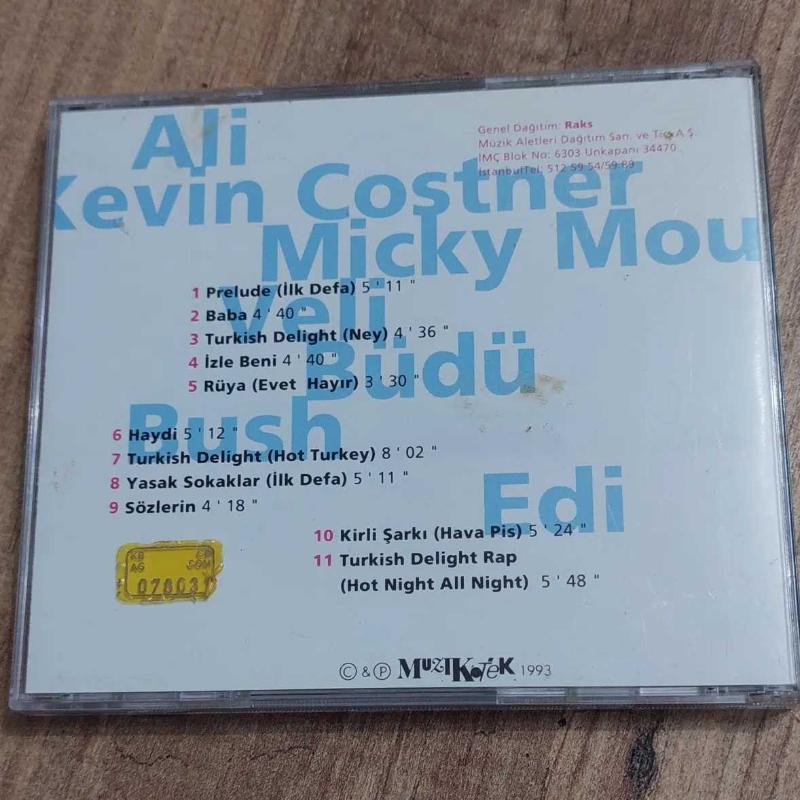 Ali
Kevin Costner
Micky Mou
Veli
Büdü
Bush
Edi
Genel Dağıtım: Raks
Müzik Aletleri Dağıtım San. ve Tic. A.Ş.
İMÇ Blok No: 6303 Unkapanı 34470
İstanbulTel: 512 59 54/59 89
1 Prelude (İlk Defa) 5 ' 11 "
2 Baba 4 ' 40 "
3 Turkish Delight (Ney) 4 ' 36 "
4 İzle Beni 4 ' 40 "
5 Rüya (Evet Hayır) 3 ' 30 "
6 Haydi 5 ' 12 "
7 Turkish Delight (Hot Turkey) 8 ' 02 "
8 Yasak Sokaklar (İlk Defa) 5 ' 11 "
9 Sözlerin 4 ' 18 "
10 Kirli Şarkı (Hava Pis) 5 ' 24 "
11 Turkish Delight Rap
(Hot Night All Night) 5 ' 48 "
© & ℗ MUZIKOTEK 1993